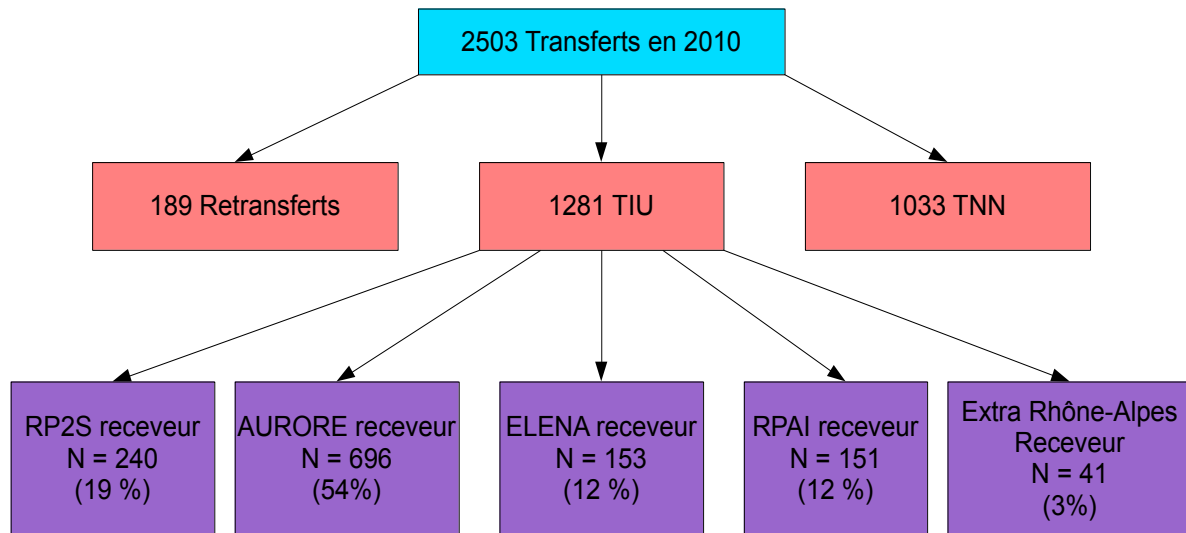 2503 Transferts en 2010
189 Retransferts
1281 TIU
1033 TNN
RP2S receveur
N = 240
(19 %)
AURORE receveur
N = 696
(54%)
ELENA receveur
N = 153
(12 %)
RPAI receveur
N = 151
(12 %)
Extra Rhône-Alpes
Receveur
N = 41
(3%)